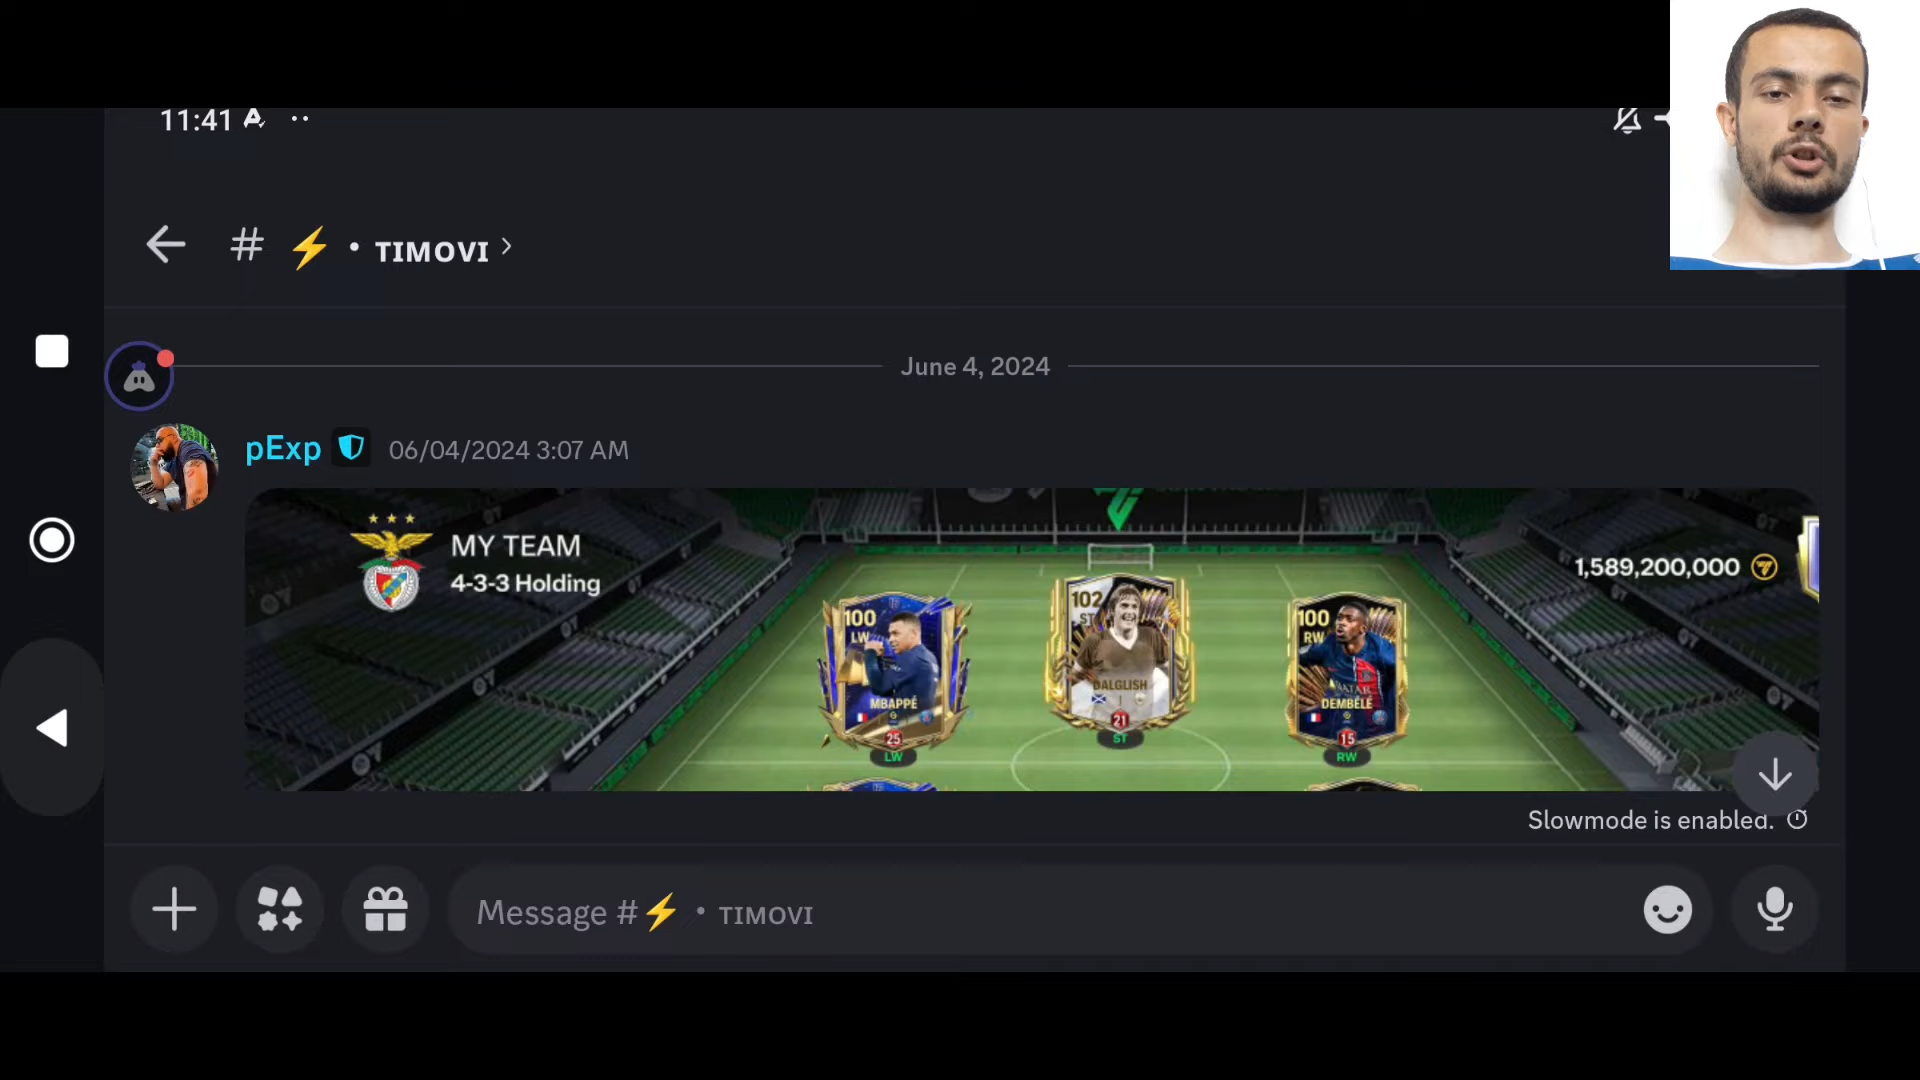 11:41
# ⚡ • TIMOVI >
June 4, 2024
pExp 06/04/2024 3:07 AM
MY TEAM
4-3-3 Holding
1,589,200,000
100
LW
MBAPPÉ
25
LW
102
ST
DALGLISH
21
ST
100
RW
DEMBÉLÉ
15
RW
Slowmode is enabled.
Message #⚡ • TIMOVI